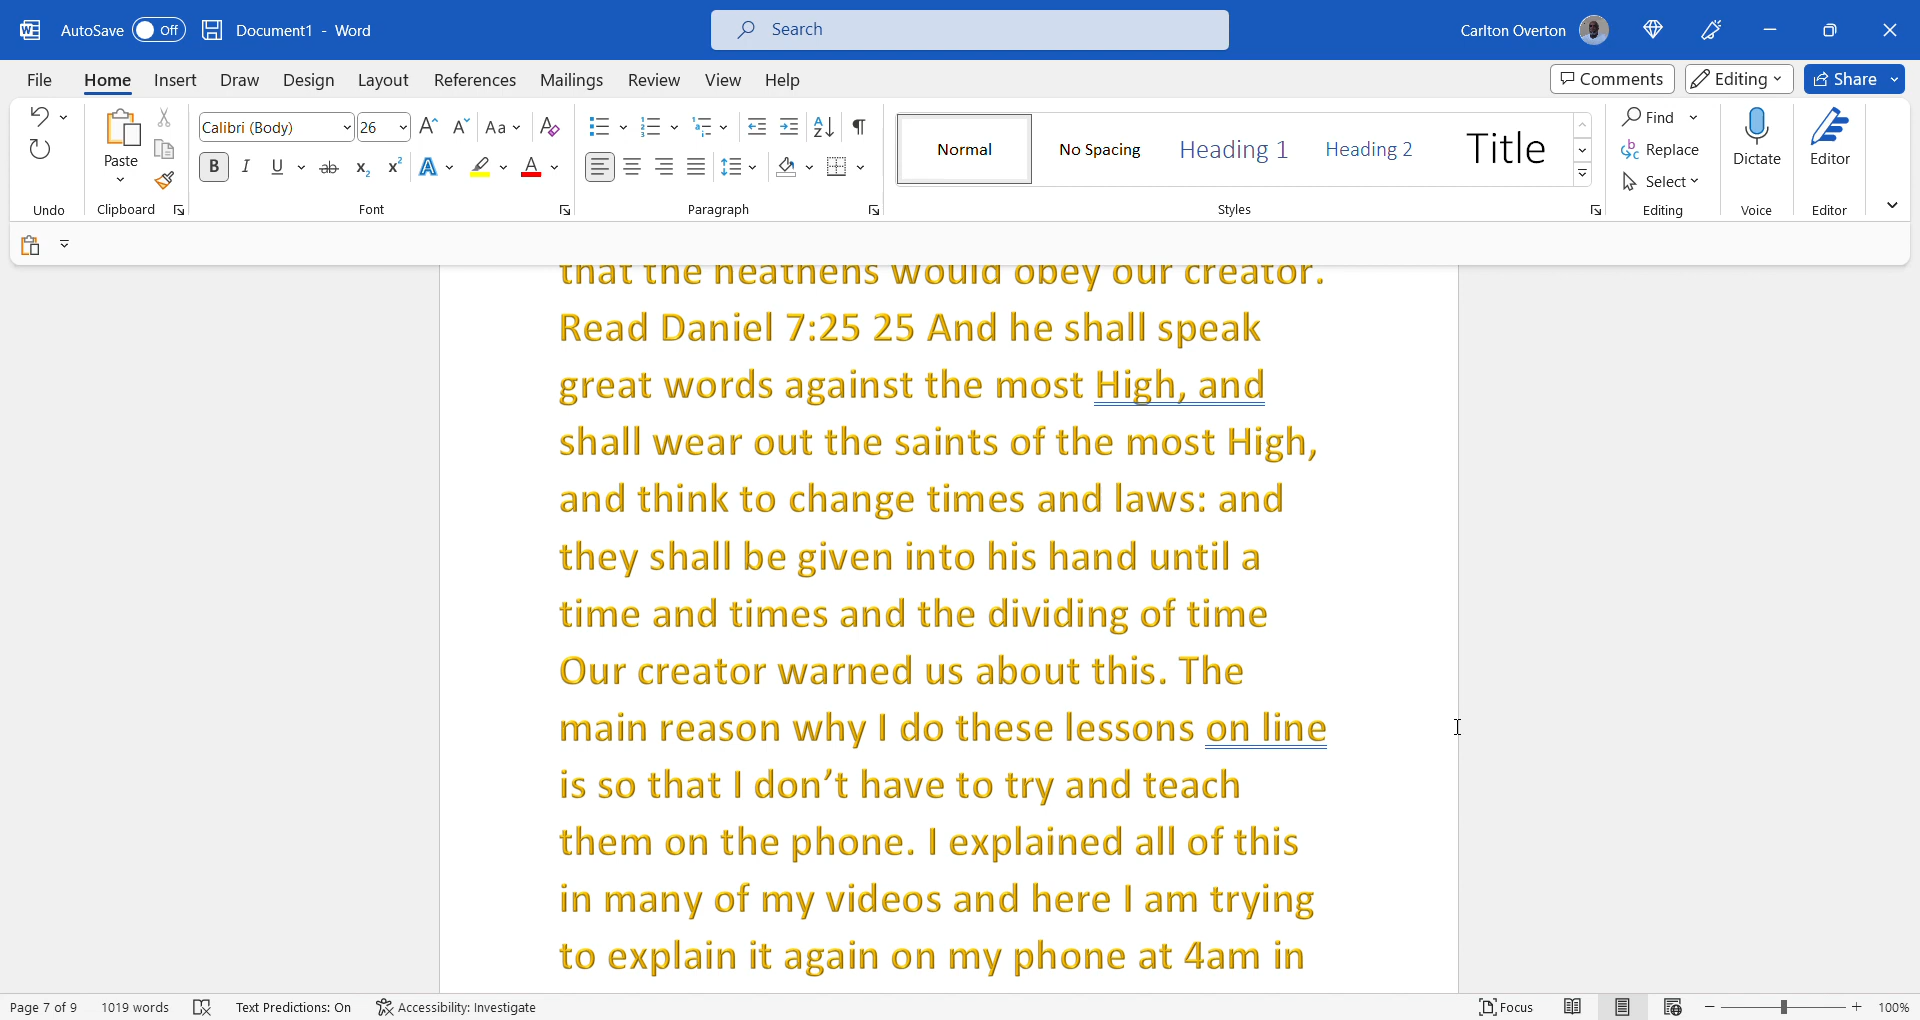 AutoSave Off Document1 - Word Search Carlton Overton
File Home Insert Draw Design Layout References Mailings Review View Help Comments Editing Share
Calibri (Body) 26 Aa
Paste B I U ab x₂ x² A A Normal No Spacing Heading 1 Heading 2 Title Find Replace Select Dictate Editor
Undo Clipboard Font Paragraph Styles Editing Voice Editor
that the heathens would obey our creator.
Read Daniel 7:25 25 And he shall speak
great words against the most High, and
shall wear out the saints of the most High,
and think to change times and laws: and
they shall be given into his hand until a
time and times and the dividing of time
Our creator warned us about this. The
main reason why I do these lessons on line
is so that I don’t have to try and teach
them on the phone. I explained all of this
in many of my videos and here I am trying
to explain it again on my phone at 4am in
Page 7 of 9 1019 words Text Predictions: On Accessibility: Investigate Focus 100%